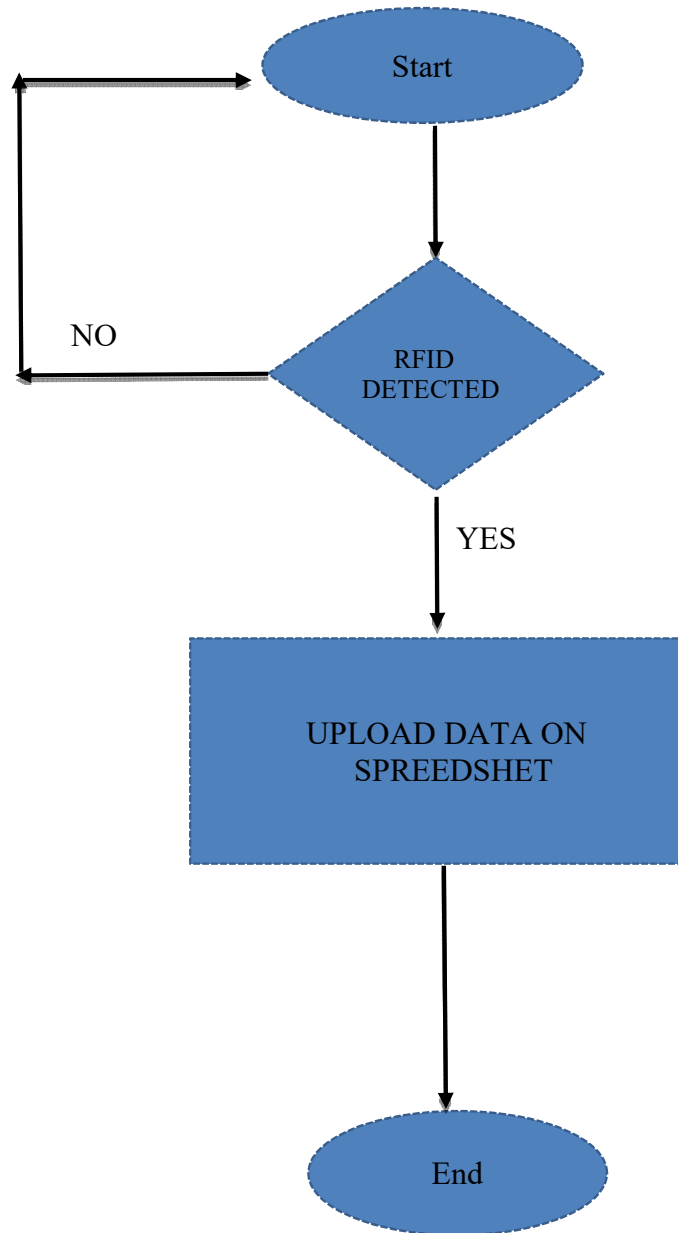 Start
NO
RFID
DETECTED
YES
UPLOAD DATA ON
SPREEDSHET
End